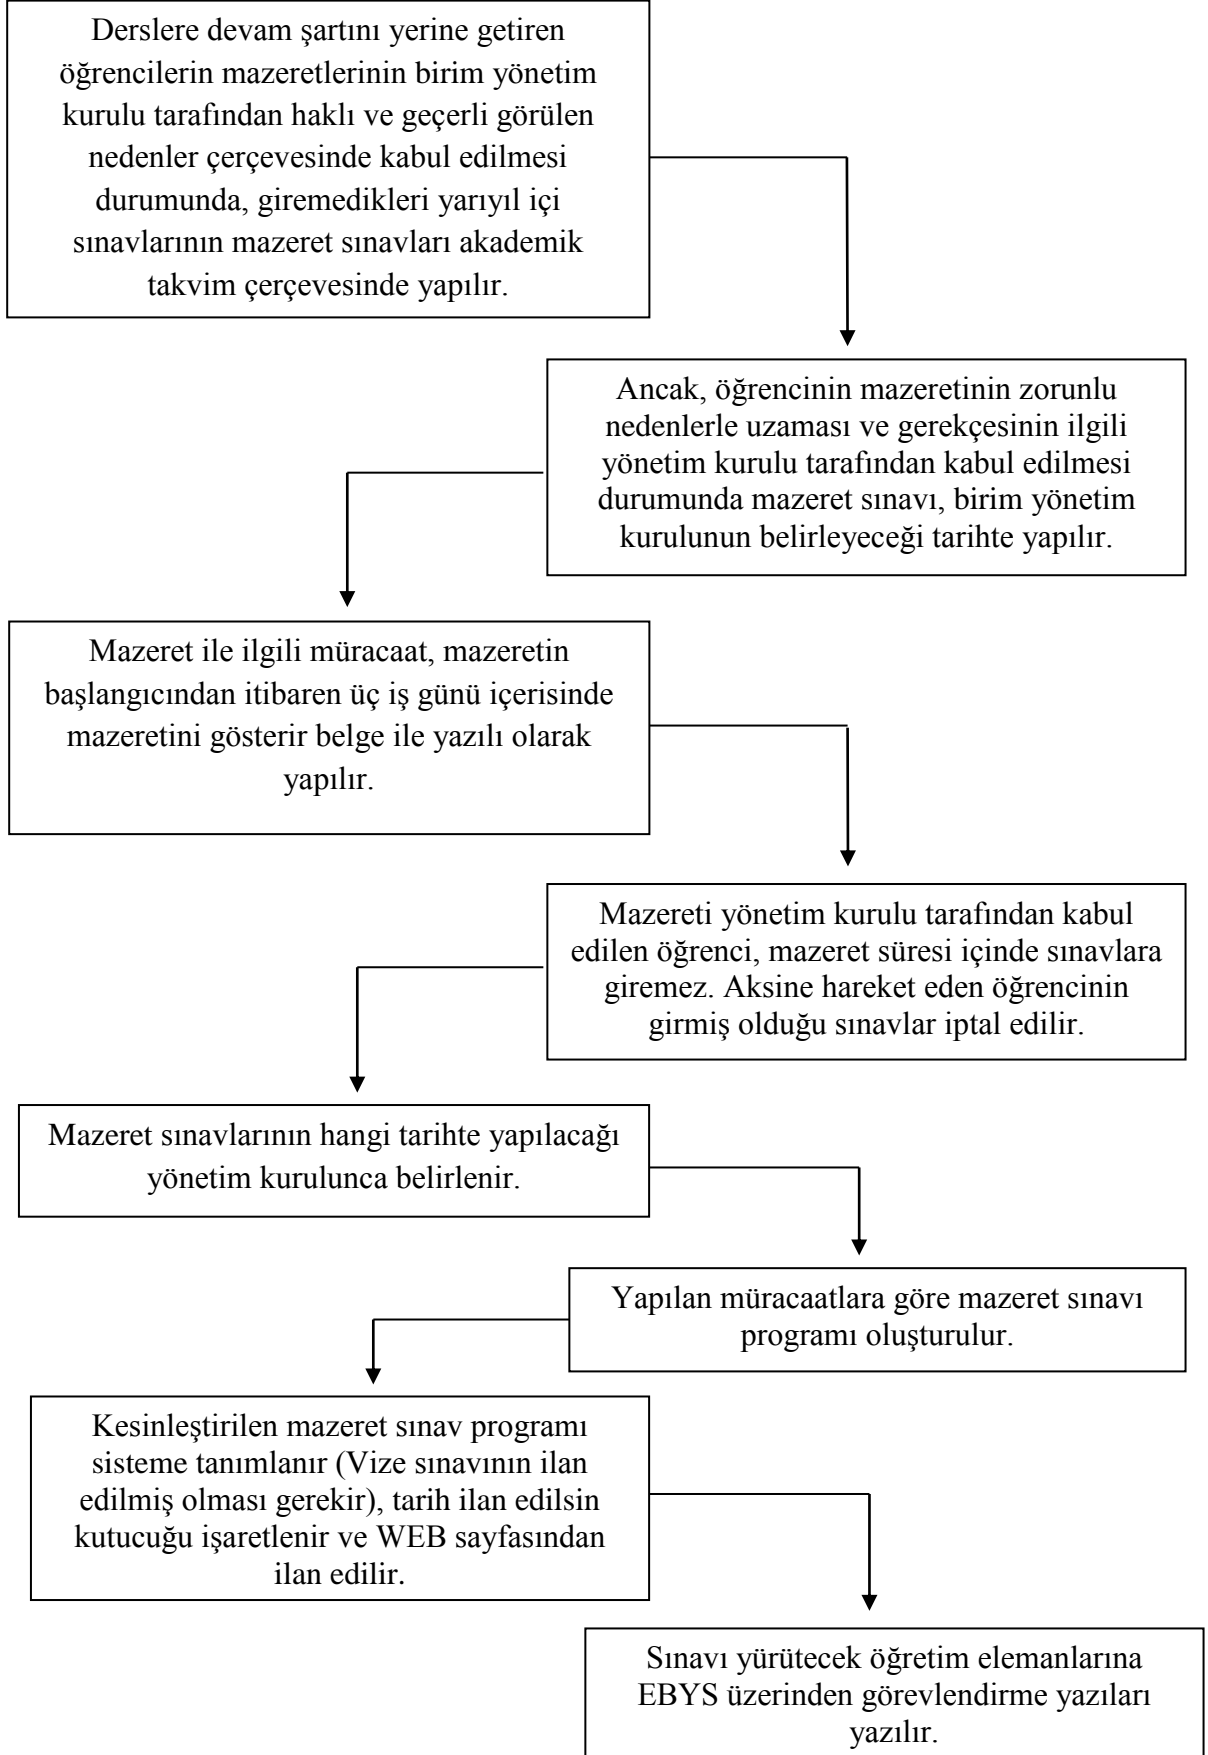 Derslere devam şartını yerine getiren
öğrencilerin mazeretlerinin birim yönetim
kurulu tarafından haklı ve geçerli görülen
nedenler çerçevesinde kabul edilmesi
durumunda, giremedikleri yarıyıl içi
sınavlarının mazeret sınavları akademik
takvim çerçevesinde yapılır.
Ancak, öğrencinin mazeretinin zorunlu
nedenlerle uzaması ve gerekçesinin ilgili
yönetim kurulu tarafından kabul edilmesi
durumunda mazeret sınavı, birim yönetim
kurulunun belirleyeceği tarihte yapılır.
Mazeret ile ilgili müracaat, mazeretin
başlangıcından itibaren üç iş günü içerisinde
mazeretini gösterir belge ile yazılı olarak
yapılır.
Mazereti yönetim kurulu tarafından kabul
edilen öğrenci, mazeret süresi içinde sınavlara
giremez. Aksine hareket eden öğrencinin
girmiş olduğu sınavlar iptal edilir.
Mazeret sınavlarının hangi tarihte yapılacağı
yönetim kurulunca belirlenir.
Yapılan müracaatlara göre mazeret sınavı
programı oluşturulur.
Kesinleştirilen mazeret sınav programı
sisteme tanımlanır (Vize sınavının ilan
edilmiş olması gerekir), tarih ilan edilsin
kutucuğu işaretlenir ve WEB sayfasından
ilan edilir.
Sınavı yürütecek öğretim elemanlarına
EBYS üzerinden görevlendirme yazıları
yazılır.